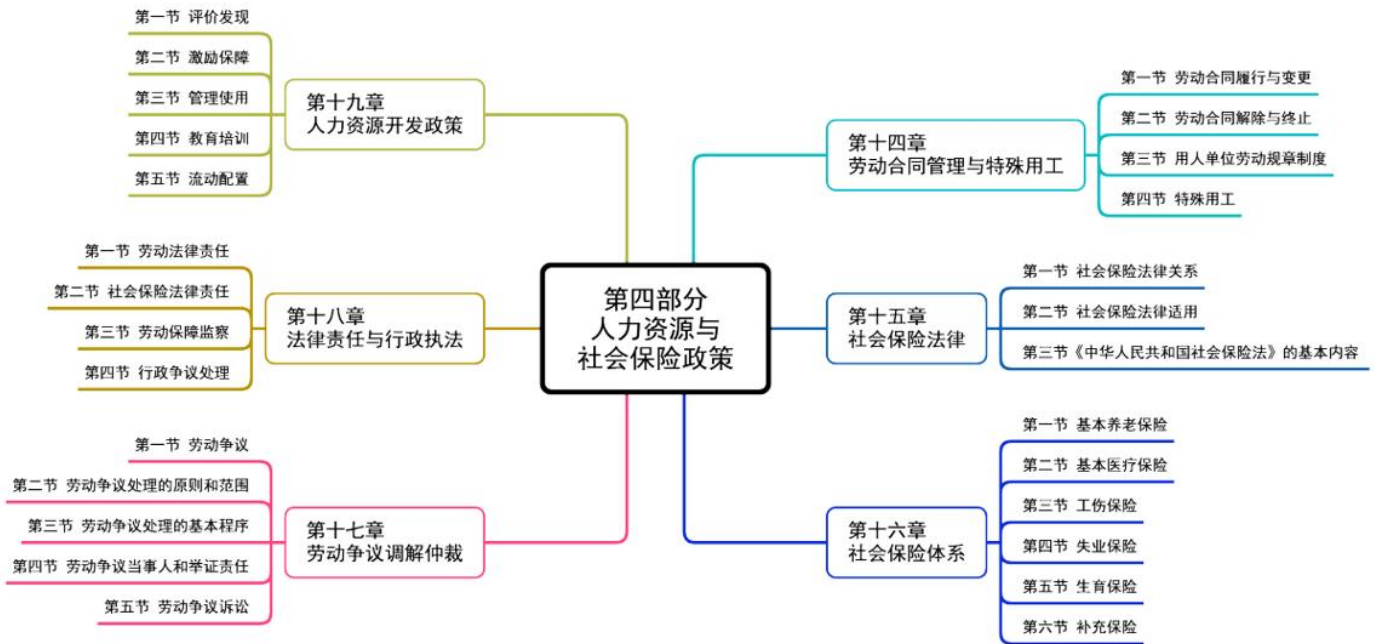 第四部分
人力资源与
社会保险政策
第十四章
劳动合同管理与特殊用工
第一节 劳动合同履行与变更
第二节 劳动合同解除与终止
第三节 用人单位劳动规章制度
第四节 特殊用工
第十五章
社会保险法律
第一节 社会保险法律关系
第二节 社会保险法律适用
第三节《中华人民共和国社会保险法》的基本内容
第十六章
社会保险体系
第一节 基本养老保险
第二节 基本医疗保险
第三节 工伤保险
第四节 失业保险
第五节 生育保险
第六节 补充保险
第十七章
劳动争议调解仲裁
第一节 劳动争议
第二节 劳动争议处理的原则和范围
第三节 劳动争议处理的基本程序
第四节 劳动争议当事人和举证责任
第五节 劳动争议诉讼
第十八章
法律责任与行政执法
第一节 劳动法律责任
第二节 社会保险法律责任
第三节 劳动保障监察
第四节 行政争议处理
第十九章
人力资源开发政策
第一节 评价发现
第二节 激励保障
第三节 管理使用
第四节 教育培训
第五节 流动配置